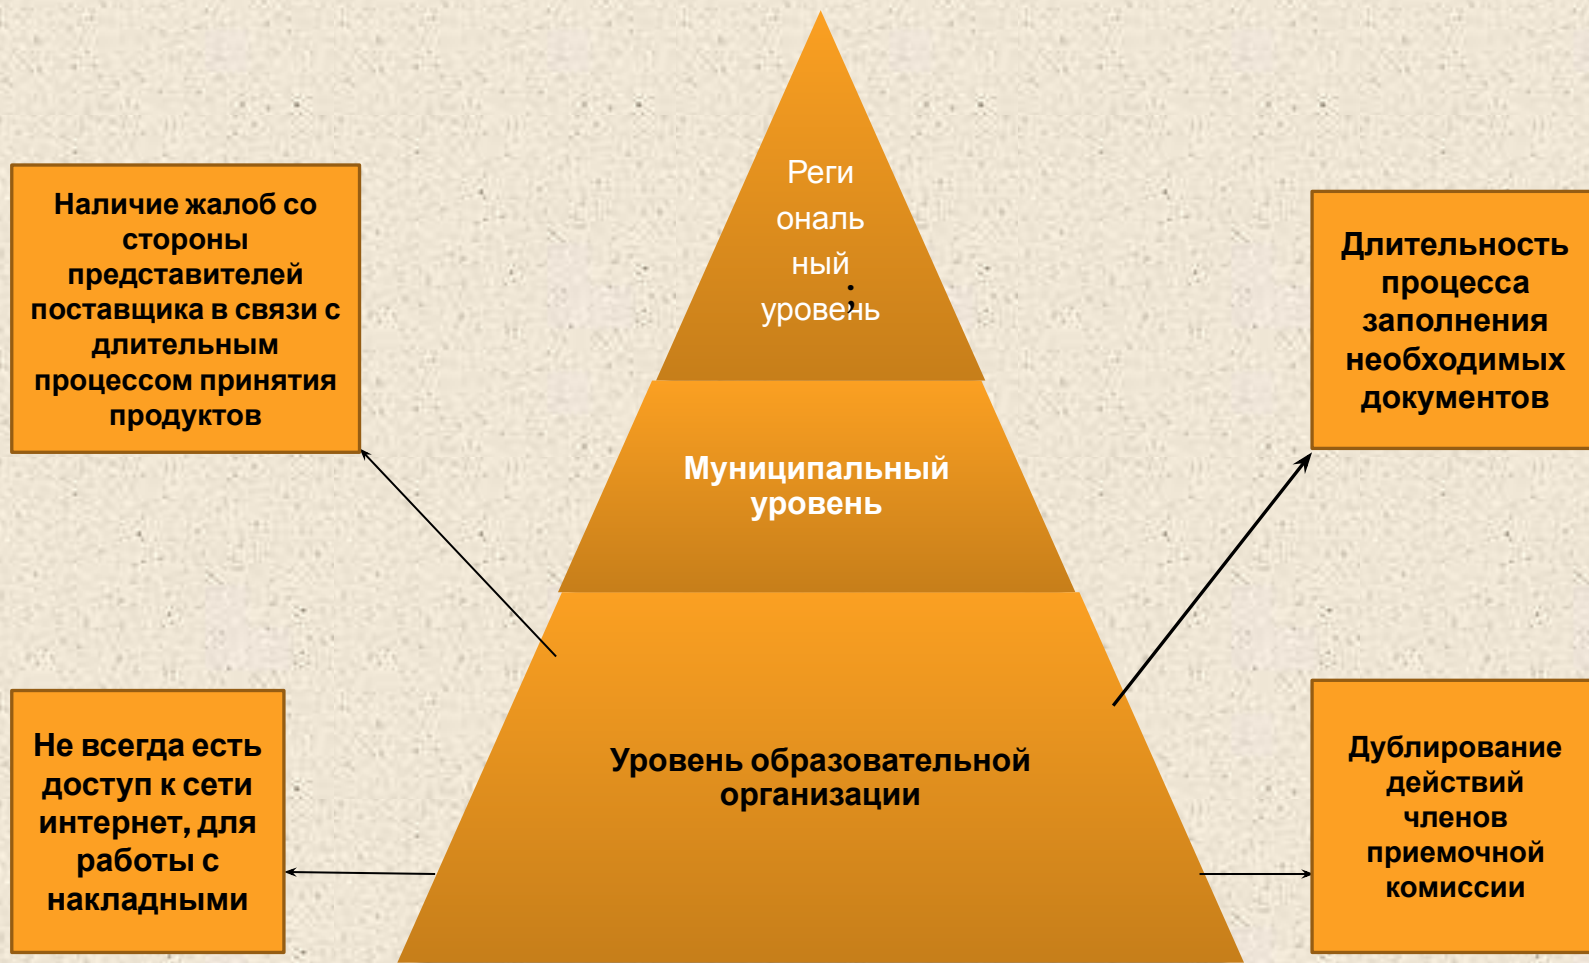 Реги
ональ
ный
уровень
;
Наличие жалоб со
стороны
представителей
поставщика в связи с
длительным
процессом принятия
продуктов
Длительность
процесса
заполнения
необходимых
документов
Муниципальный
уровень
Не всегда есть
доступ к сети
интернет, для
работы с
накладными
Уровень образовательной
организации
Дублирование
действий
членов
приемочной
комиссии